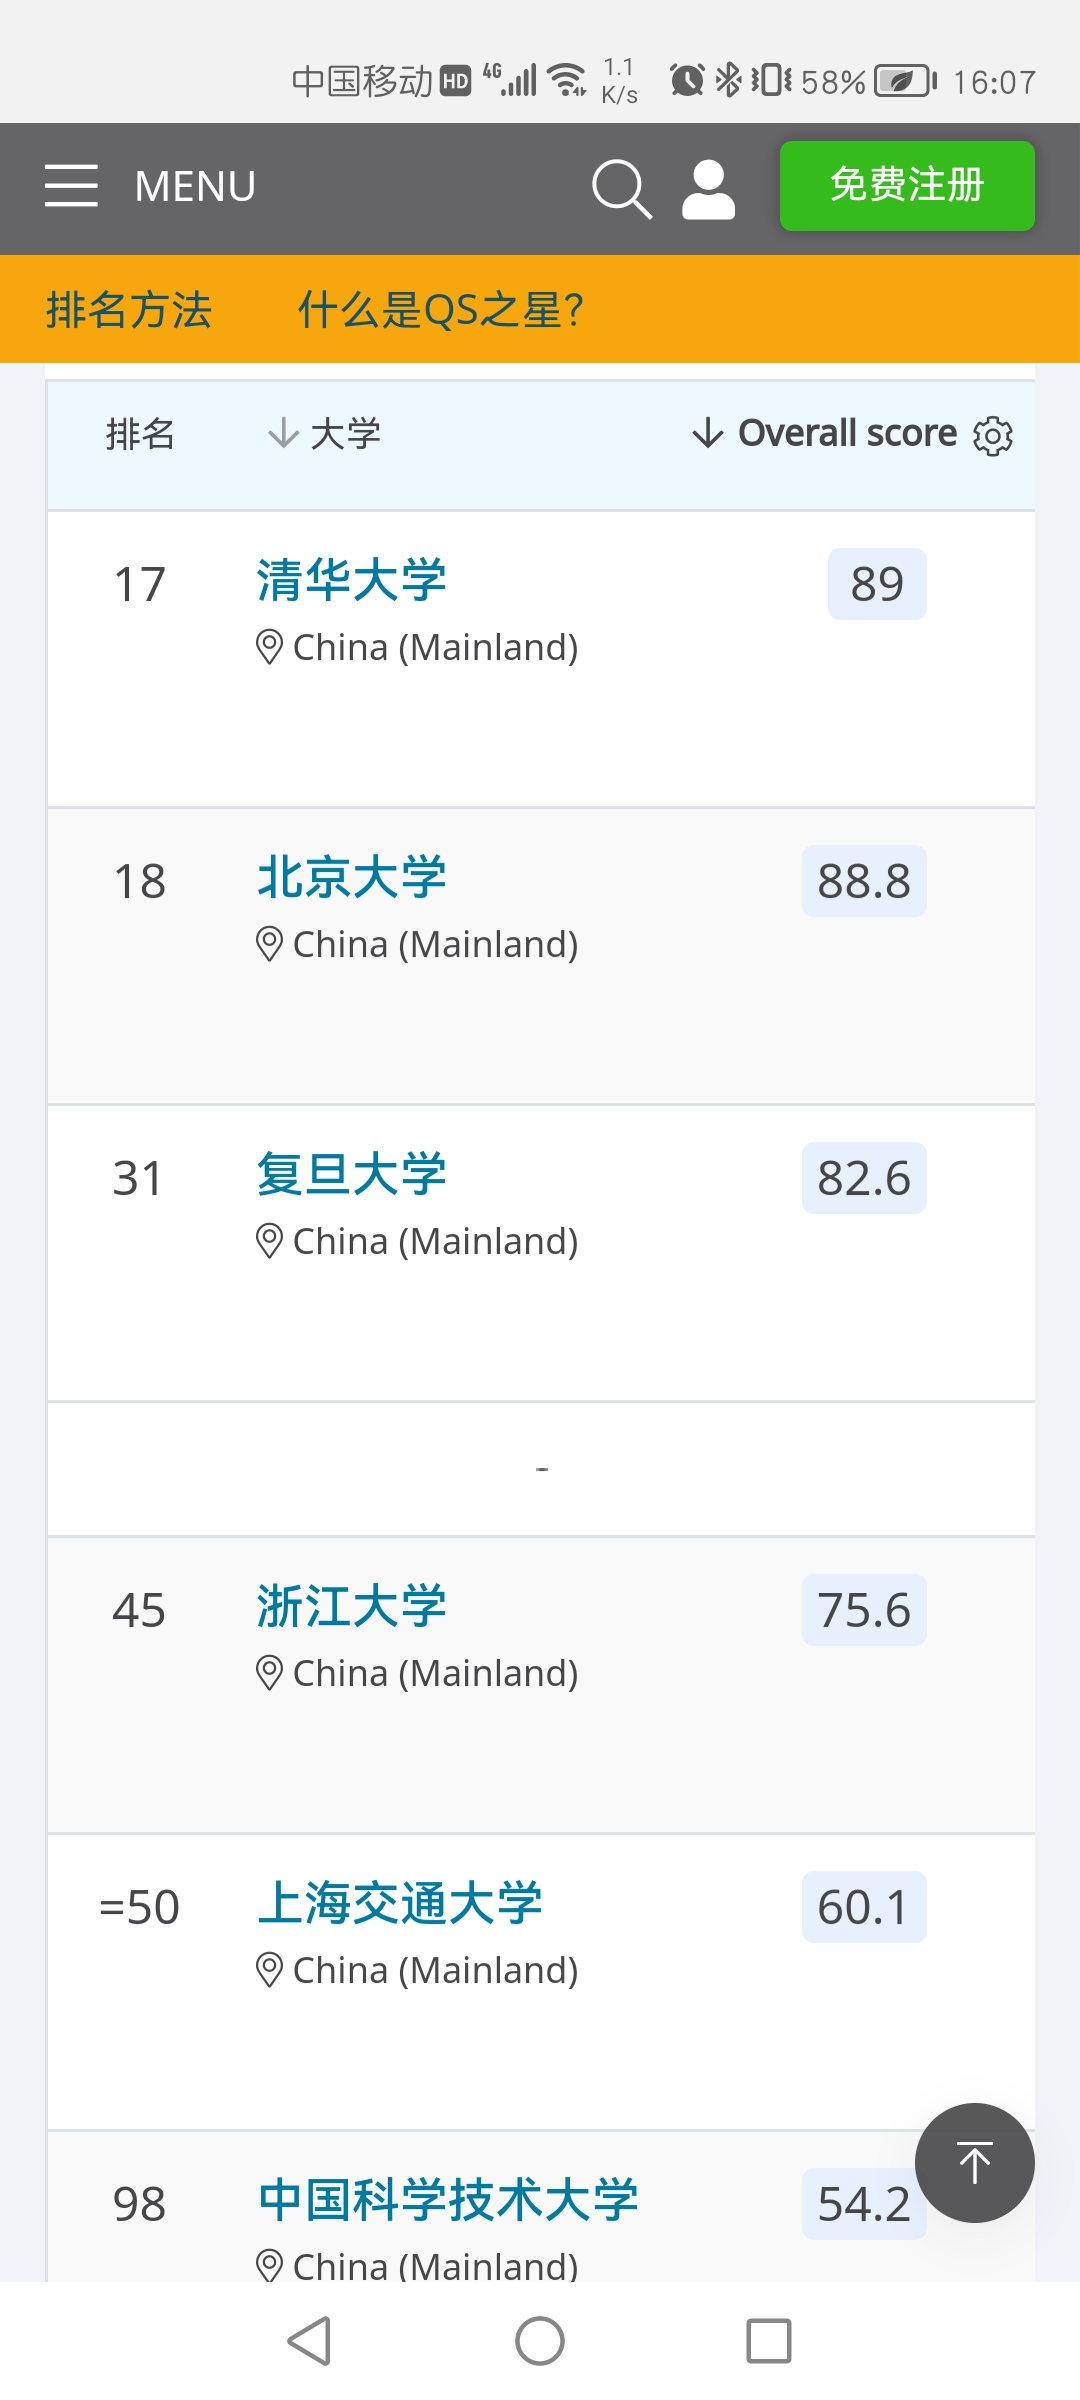 中国移动 HD 4G 1.1 K/s 58% 16:07
MENU 免费注册
排名方法 什么是QS之星?
排名 大学 Overall score
17 清华大学 89
China (Mainland)
18 北京大学 88.8
China (Mainland)
31 复旦大学 82.6
China (Mainland)
-
45 浙江大学 75.6
China (Mainland)
=50 上海交通大学 60.1
China (Mainland)
98 中国科学技术大学 54.2
China (Mainland)